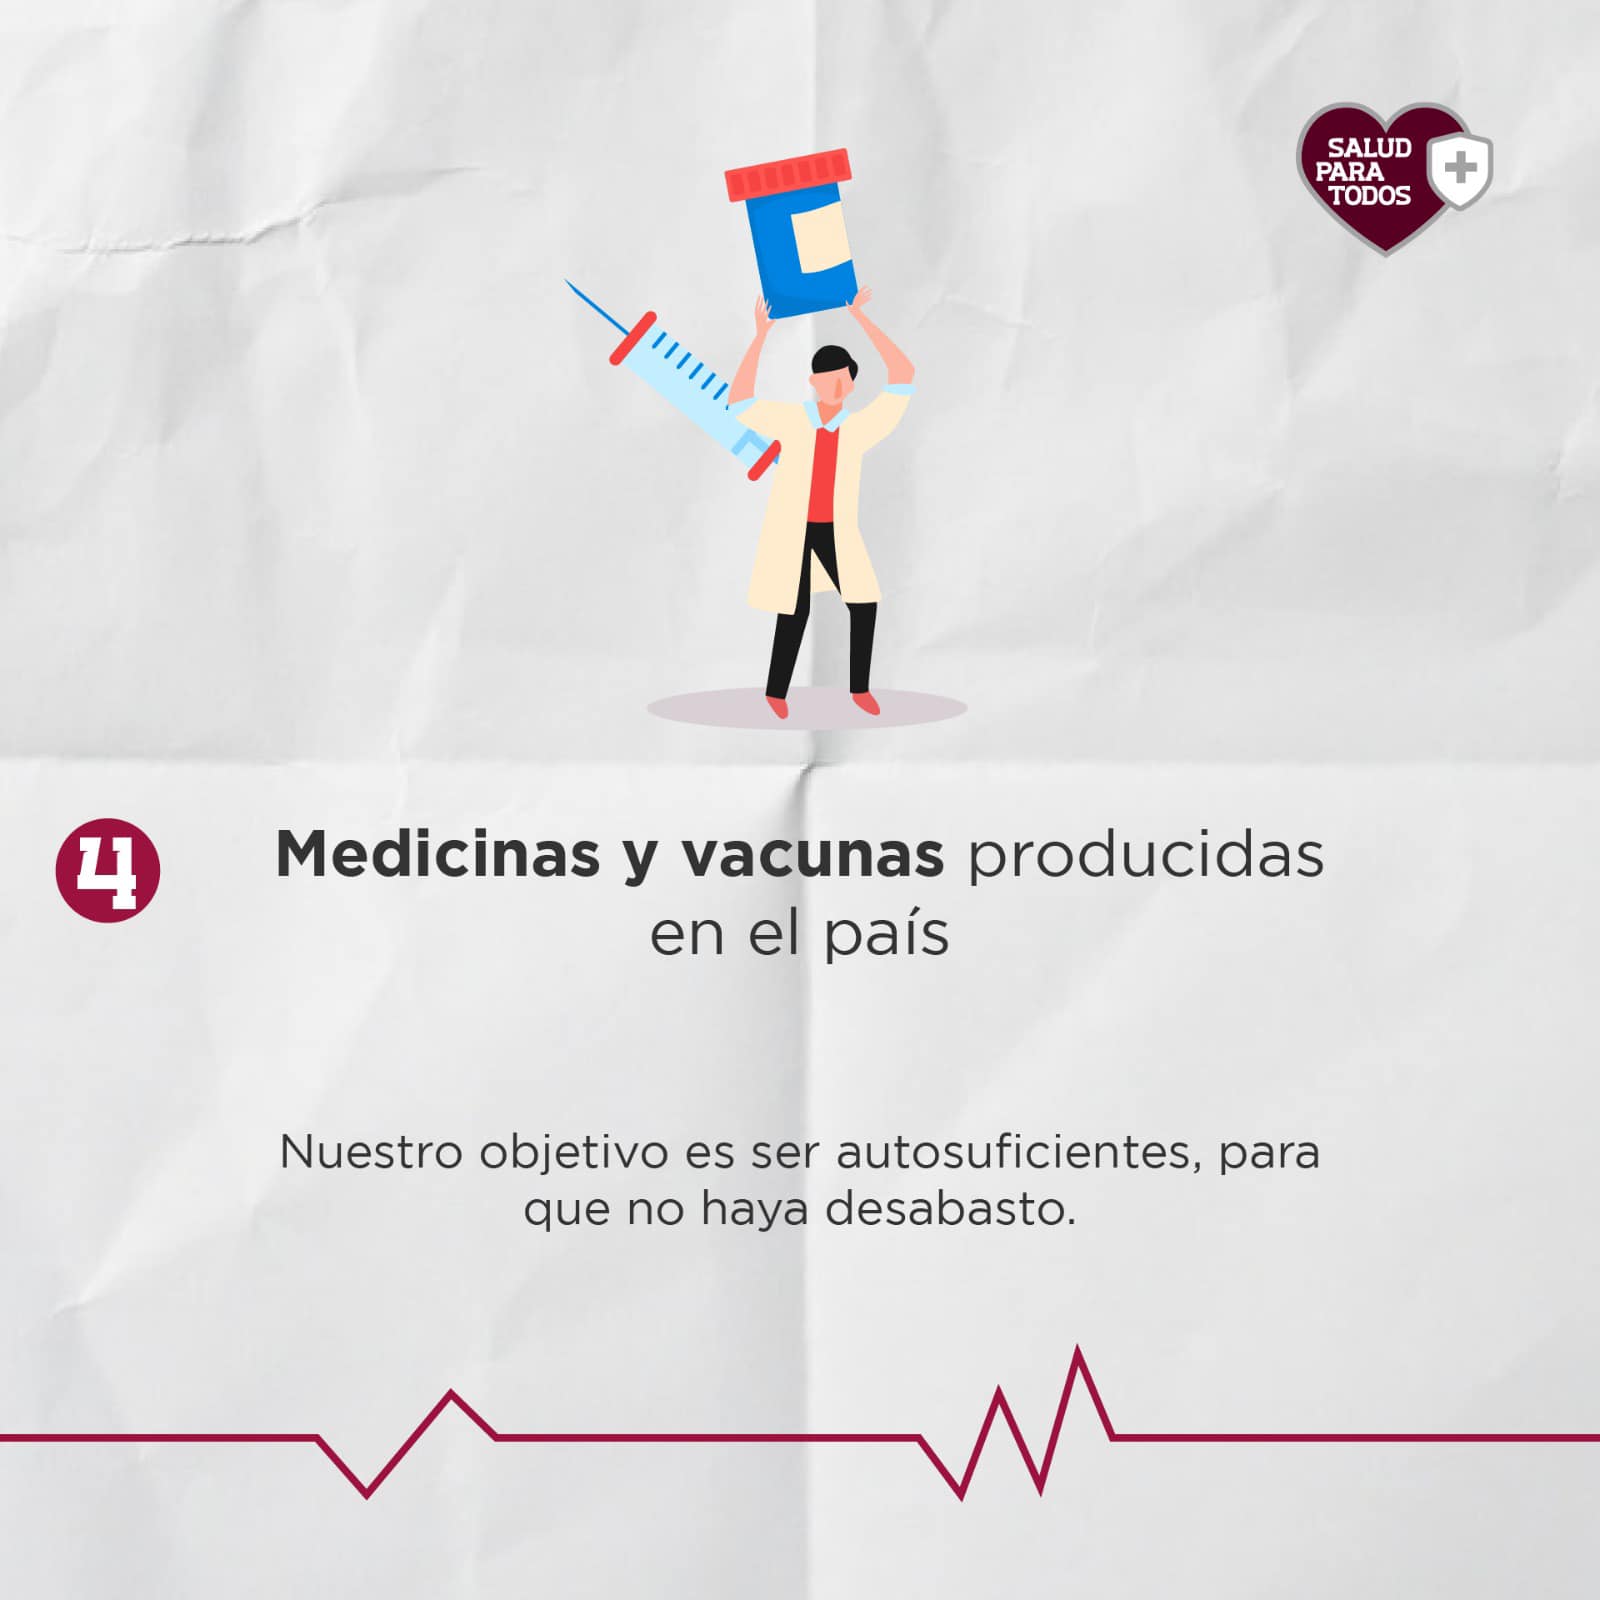 SALUD
PARA
TODOS
4
Medicinas y vacunas producidas
en el país
Nuestro objetivo es ser autosuficientes, para
que no haya desabasto.